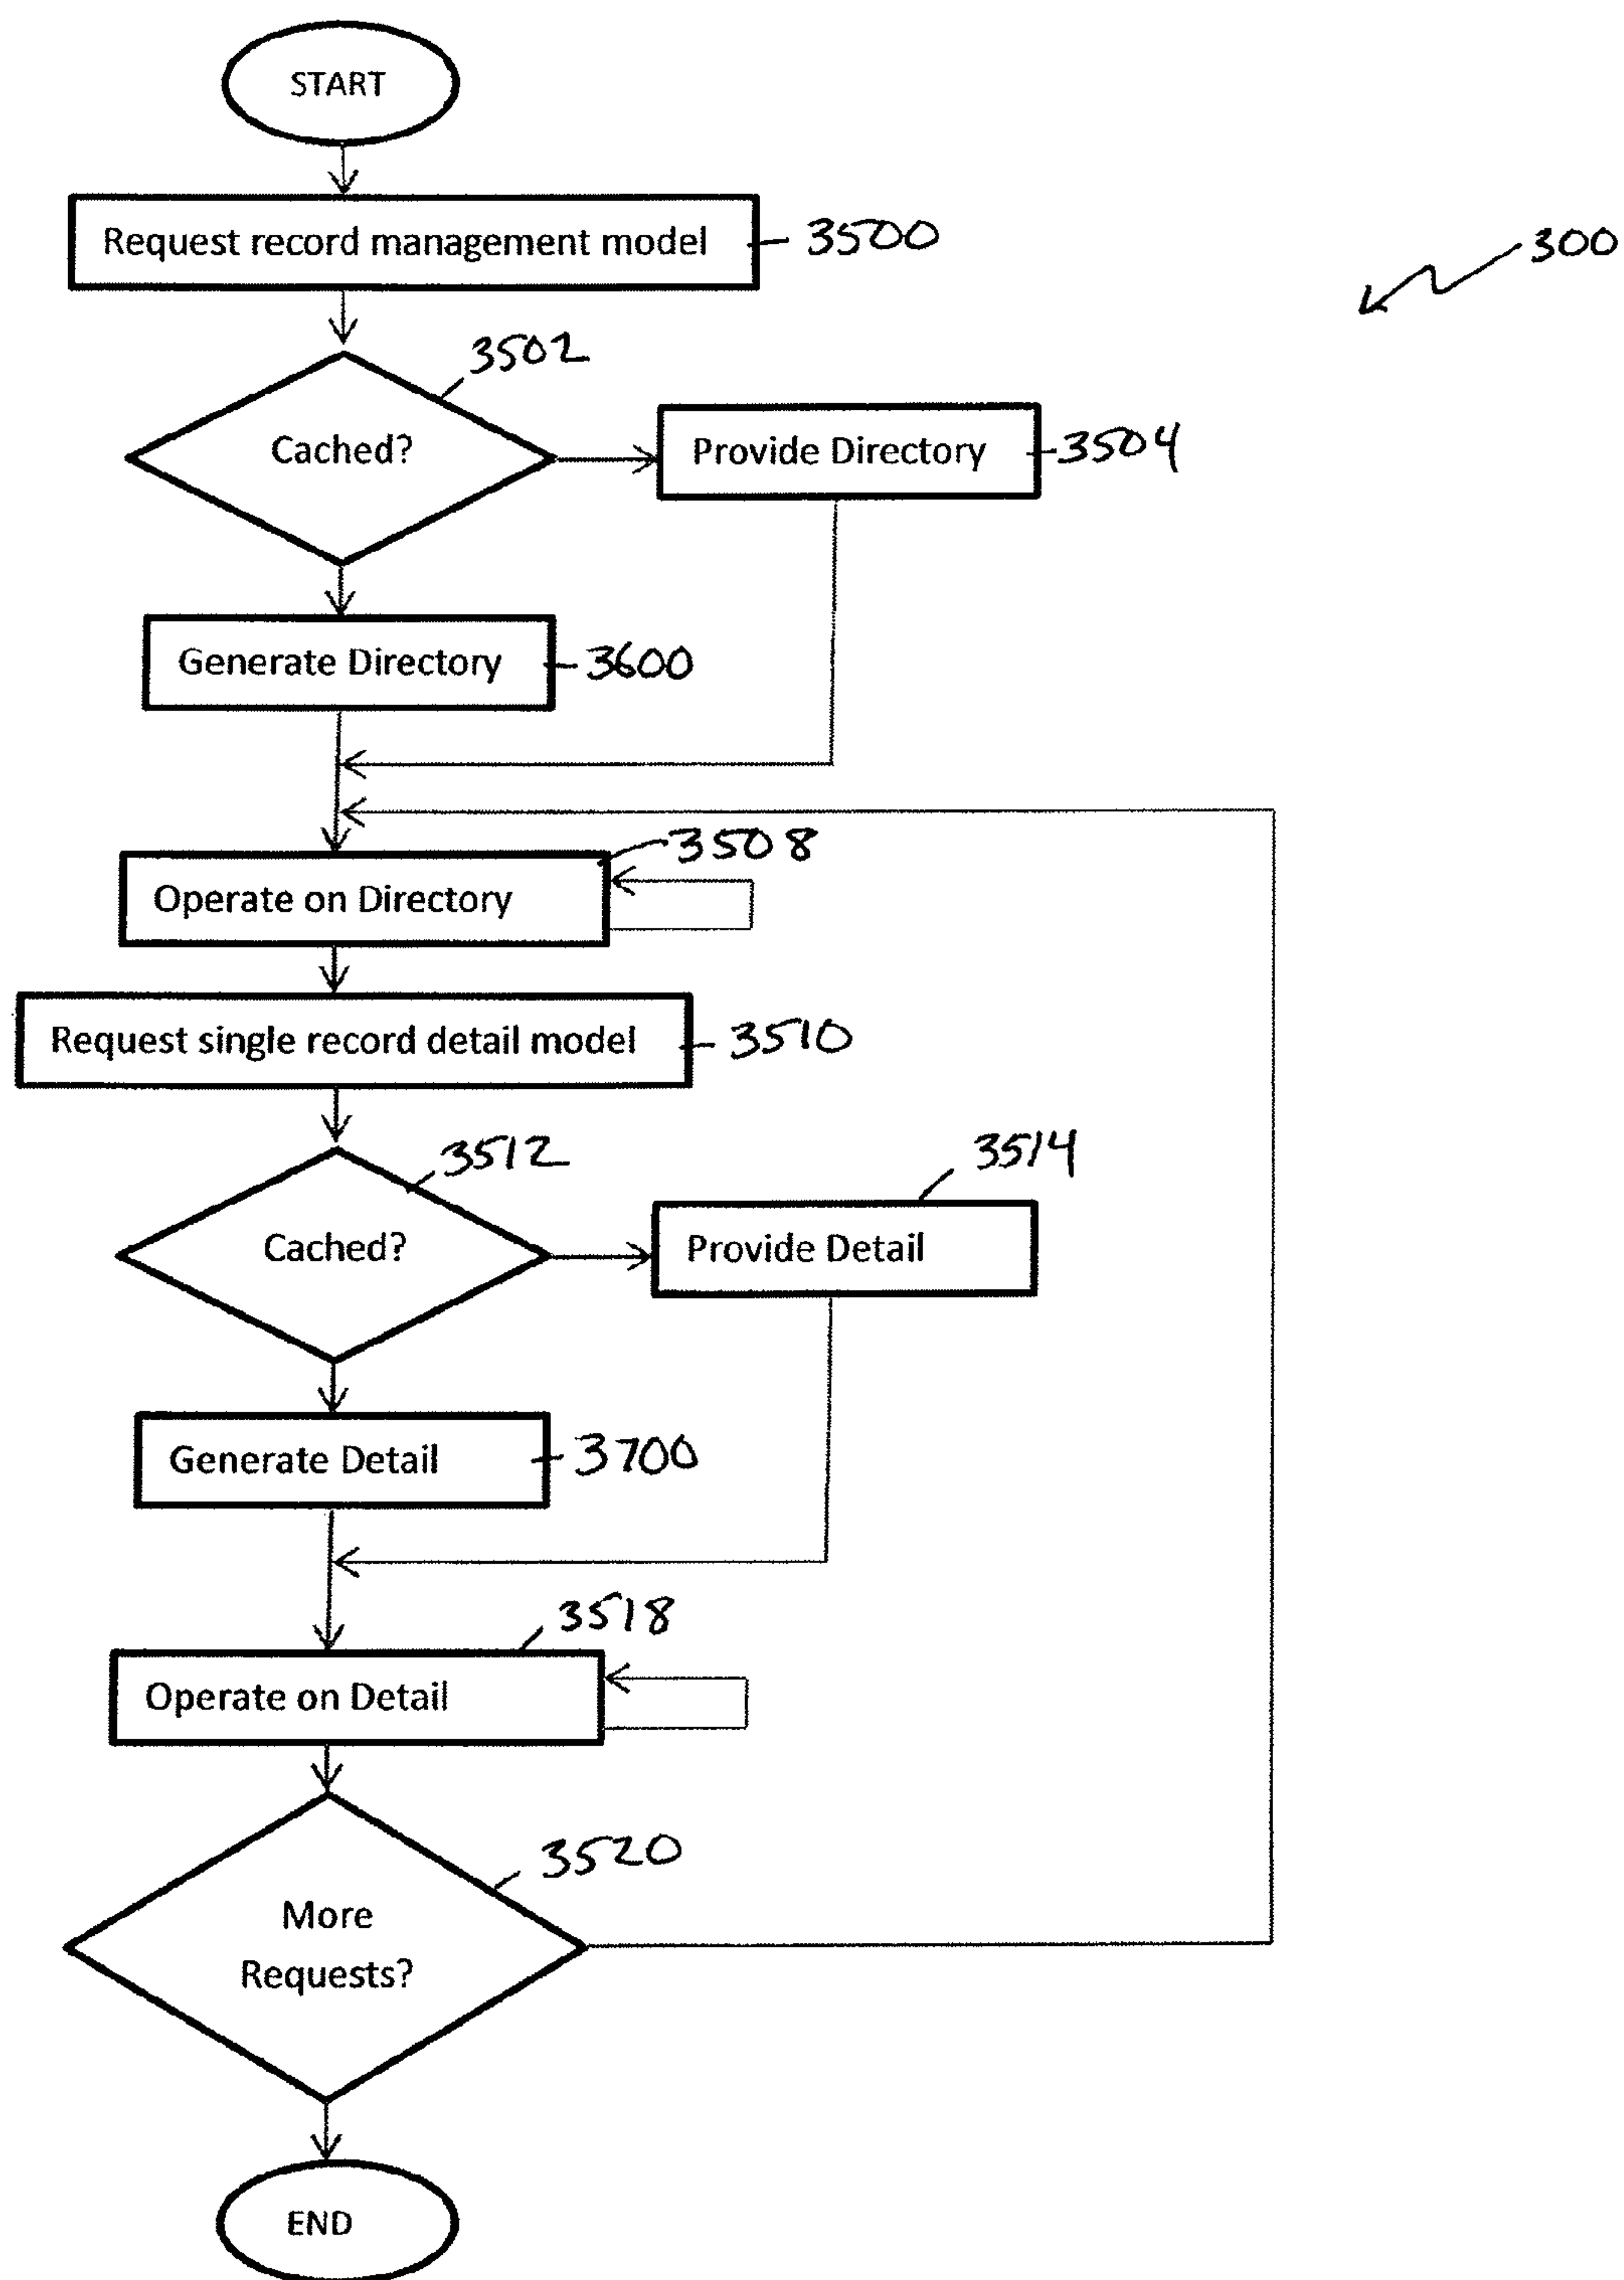 START
Request record management model
3500
300
3502
Cached?
Provide Directory
3504
Generate Directory
3600
3508
Operate on Directory
Request single record detail model
3510
3512
3514
Cached?
Provide Detail
Generate Detail
3700
3518
Operate on Detail
3520
More
Requests?
END